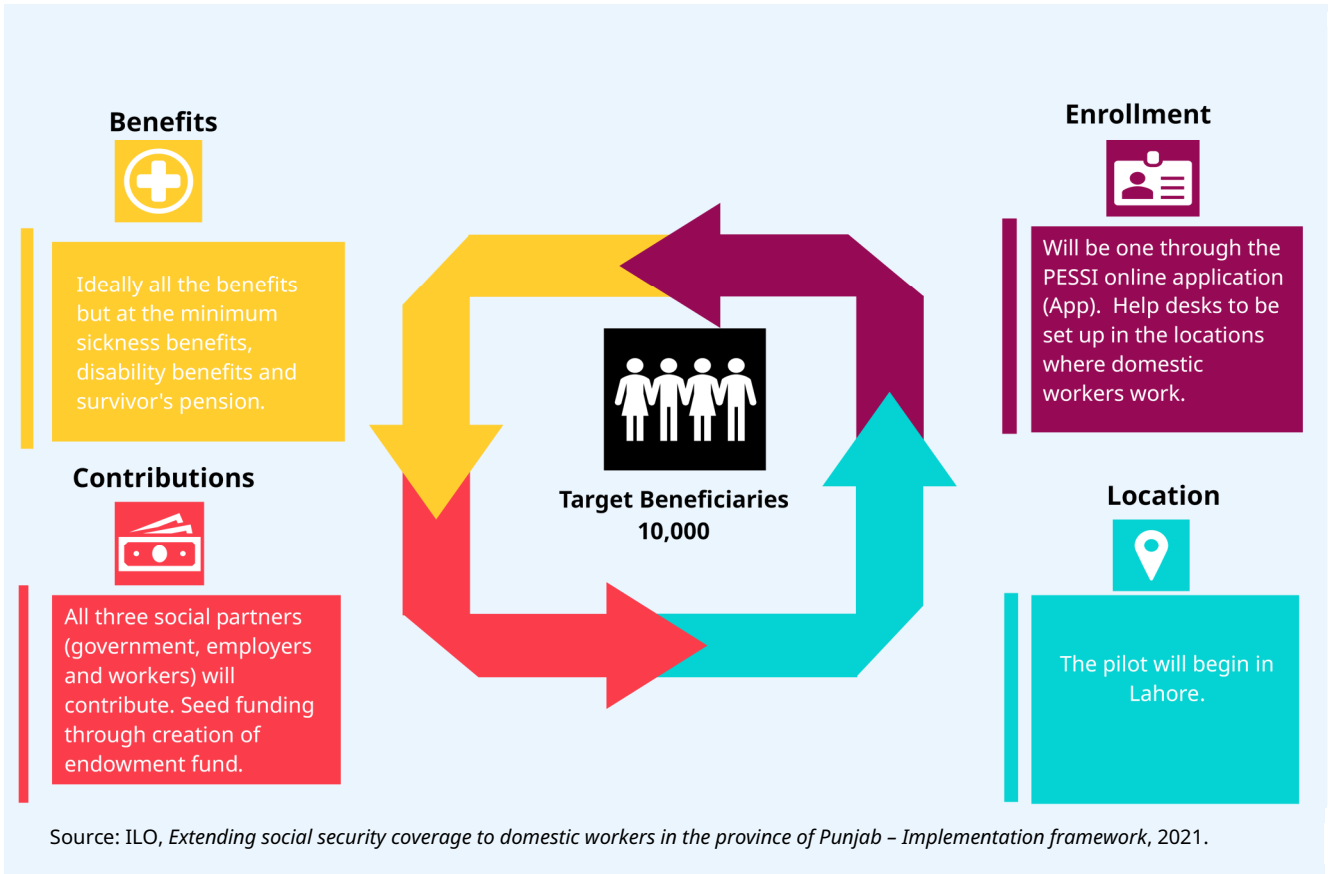 Benefits
Ideally all the benefits
but at the minimum
sickness benefits,
disability benefits and
survivor's pension.
Contributions
All three social partners
(government, employers
and workers) will
contribute. Seed funding
through creation of
endowment fund.
Target Beneficiaries
10,000
Enrollment
Will be one through the
PESSI online application
(App).  Help desks to be
set up in the locations
where domestic
workers work.
Location
The pilot will begin in
Lahore.
Source: ILO, Extending social security coverage to domestic workers in the province of Punjab – Implementation framework, 2021.